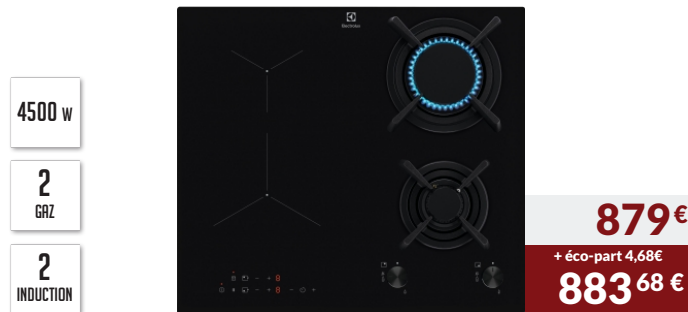 Electrolux
4500 W
2
GAZ
2
INDUCTION
879 €
+ éco-part 4,68€
883 68 €